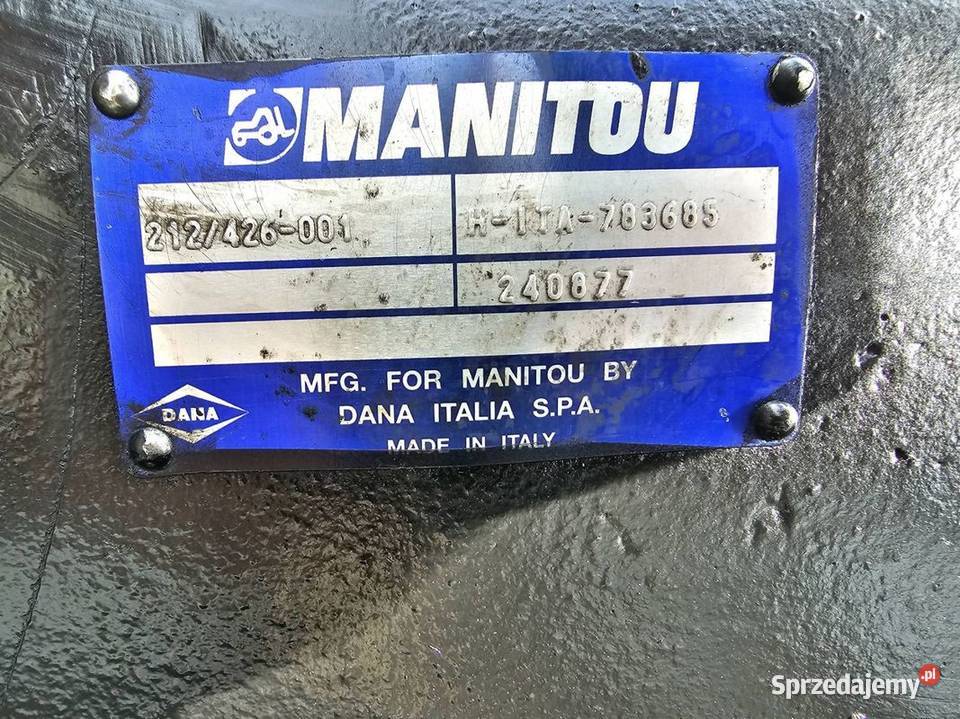 MANITOU
212/426-001 H-ITA-783685
240877
MFG. FOR MANITOU BY
DANA ITALIA S.P.A.
DANA
MADE IN ITALY
Sprzedajemy.pl